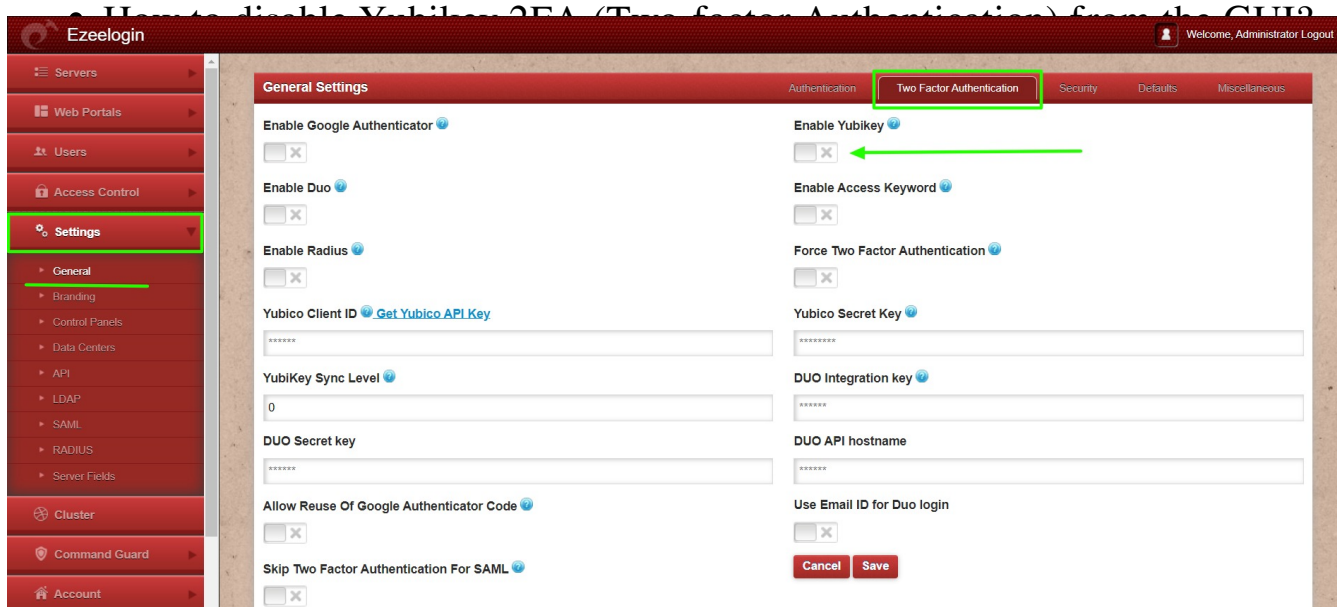 • How to disable Yubikey 2FA (Two factor Authentication) from the GUI?
Ezeelogin
Welcome, Administrator Logout
Servers
Web Portals
Users
Access Control
Settings
General
Branding
Control Panels
Data Centers
API
LDAP
SAML
RADIUS
Server Fields
Cluster
Command Guard
Account
General Settings
Authentication Two Factor Authentication Security Defaults Miscellaneous
Enable Google Authenticator
Enable Yubikey
Enable Duo
Enable Access Keyword
Enable Radius
Force Two Factor Authentication
Yubico Client ID Get Yubico API Key
******
Yubico Secret Key
********
YubiKey Sync Level
0
DUO Integration key
******
DUO Secret key
******
DUO API hostname
******
Allow Reuse Of Google Authenticator Code
Use Email ID for Duo login
Skip Two Factor Authentication For SAML
Cancel Save